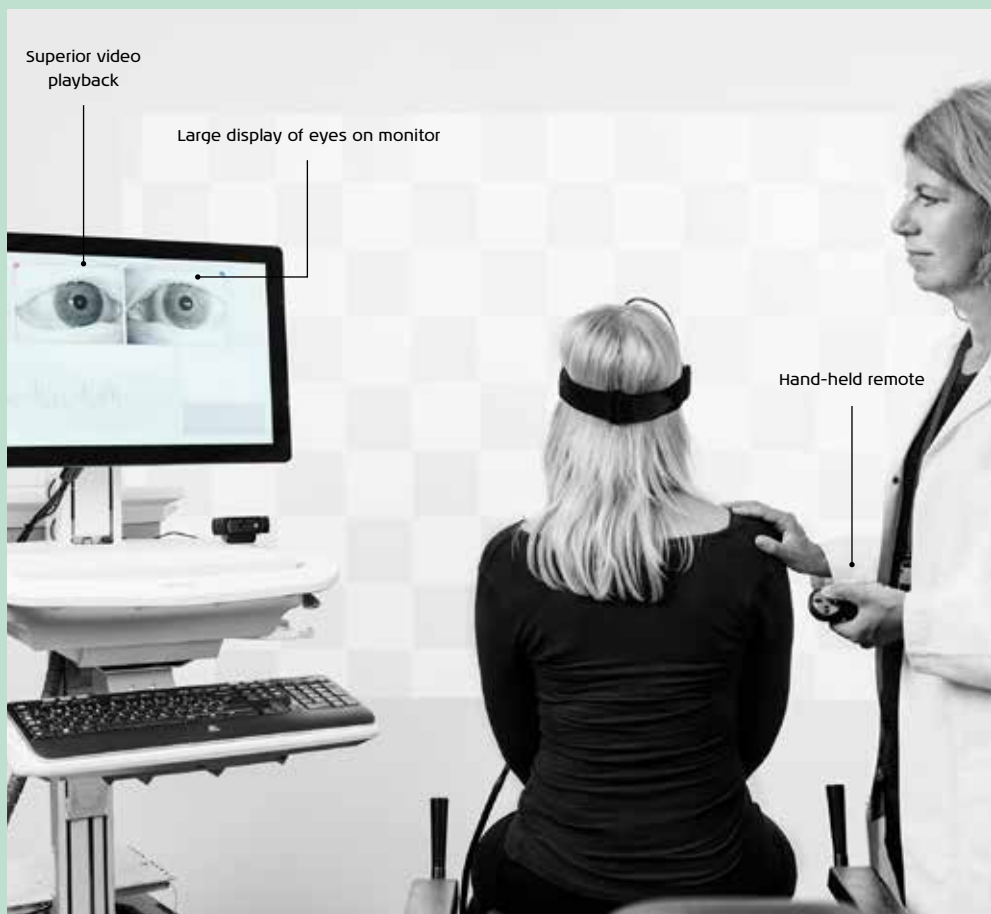 Superior video
playback
Large display of eyes on monitor
Hand-held remote